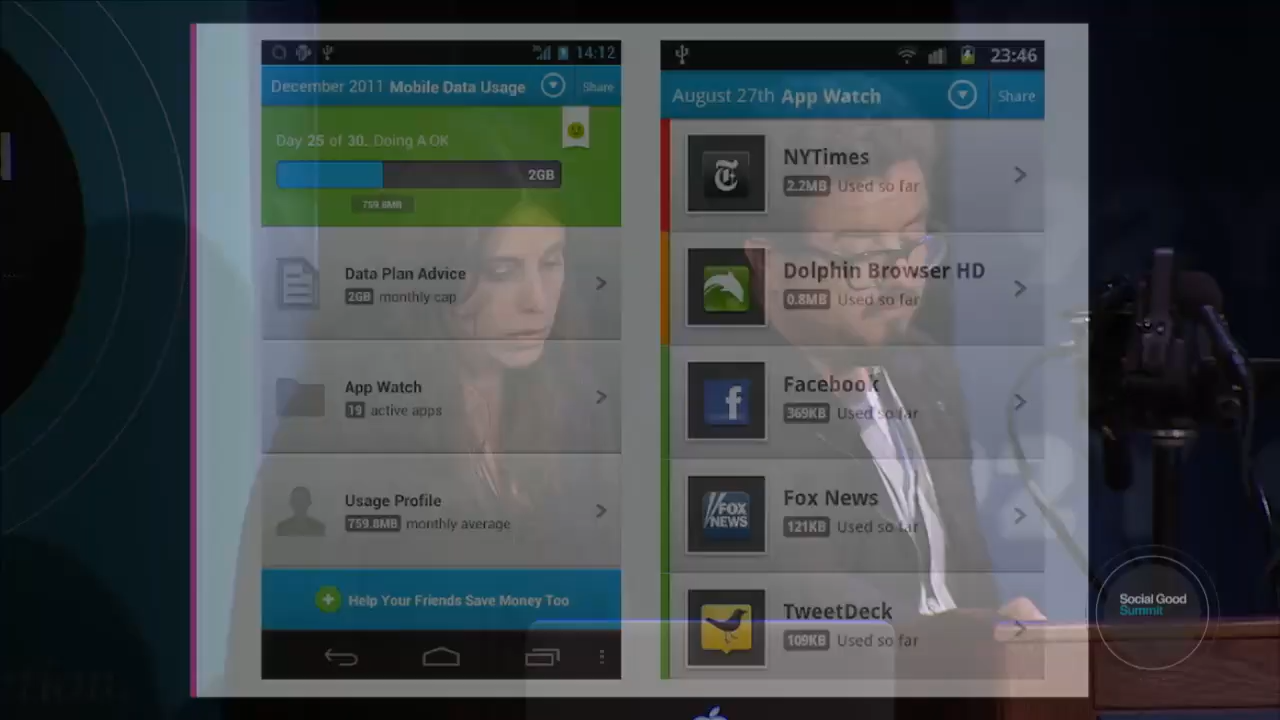 14:12
December 2011 Mobile Data Usage
Share
Day 25 of 30. Doing A OK
2GB
759.8MB
Data Plan Advice
2GB monthly cap
App Watch
19 active apps
Usage Profile
759.8MB monthly average
Help Your Friends Save Money Too
23:46
August 27th App Watch
Share
NYTimes
2.2MB Used so far
Dolphin Browser HD
0.8MB Used so far
Facebook
369KB Used so far
FOX
NEWS
Fox News
121KB Used so far
TweetDeck
109KB Used so far
Social Good
Summit